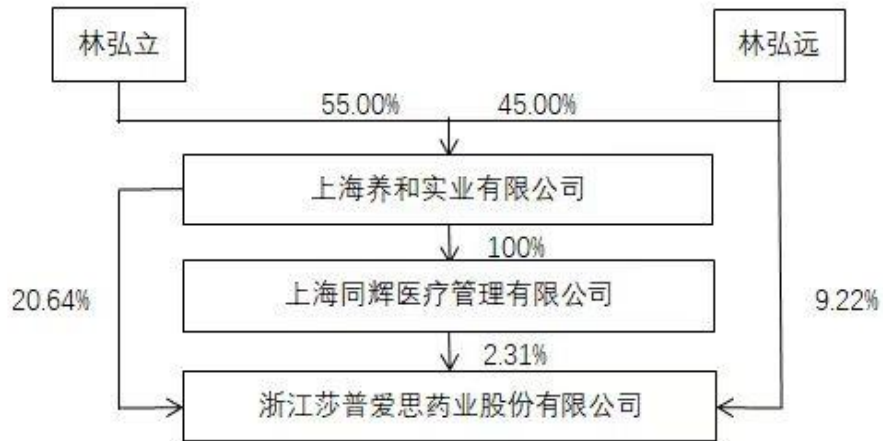 林弘立
林弘远
55.00%
45.00%
上海养和实业有限公司
100%
上海同辉医疗管理有限公司
20.64%
9.22%
2.31%
浙江莎普爱思药业股份有限公司